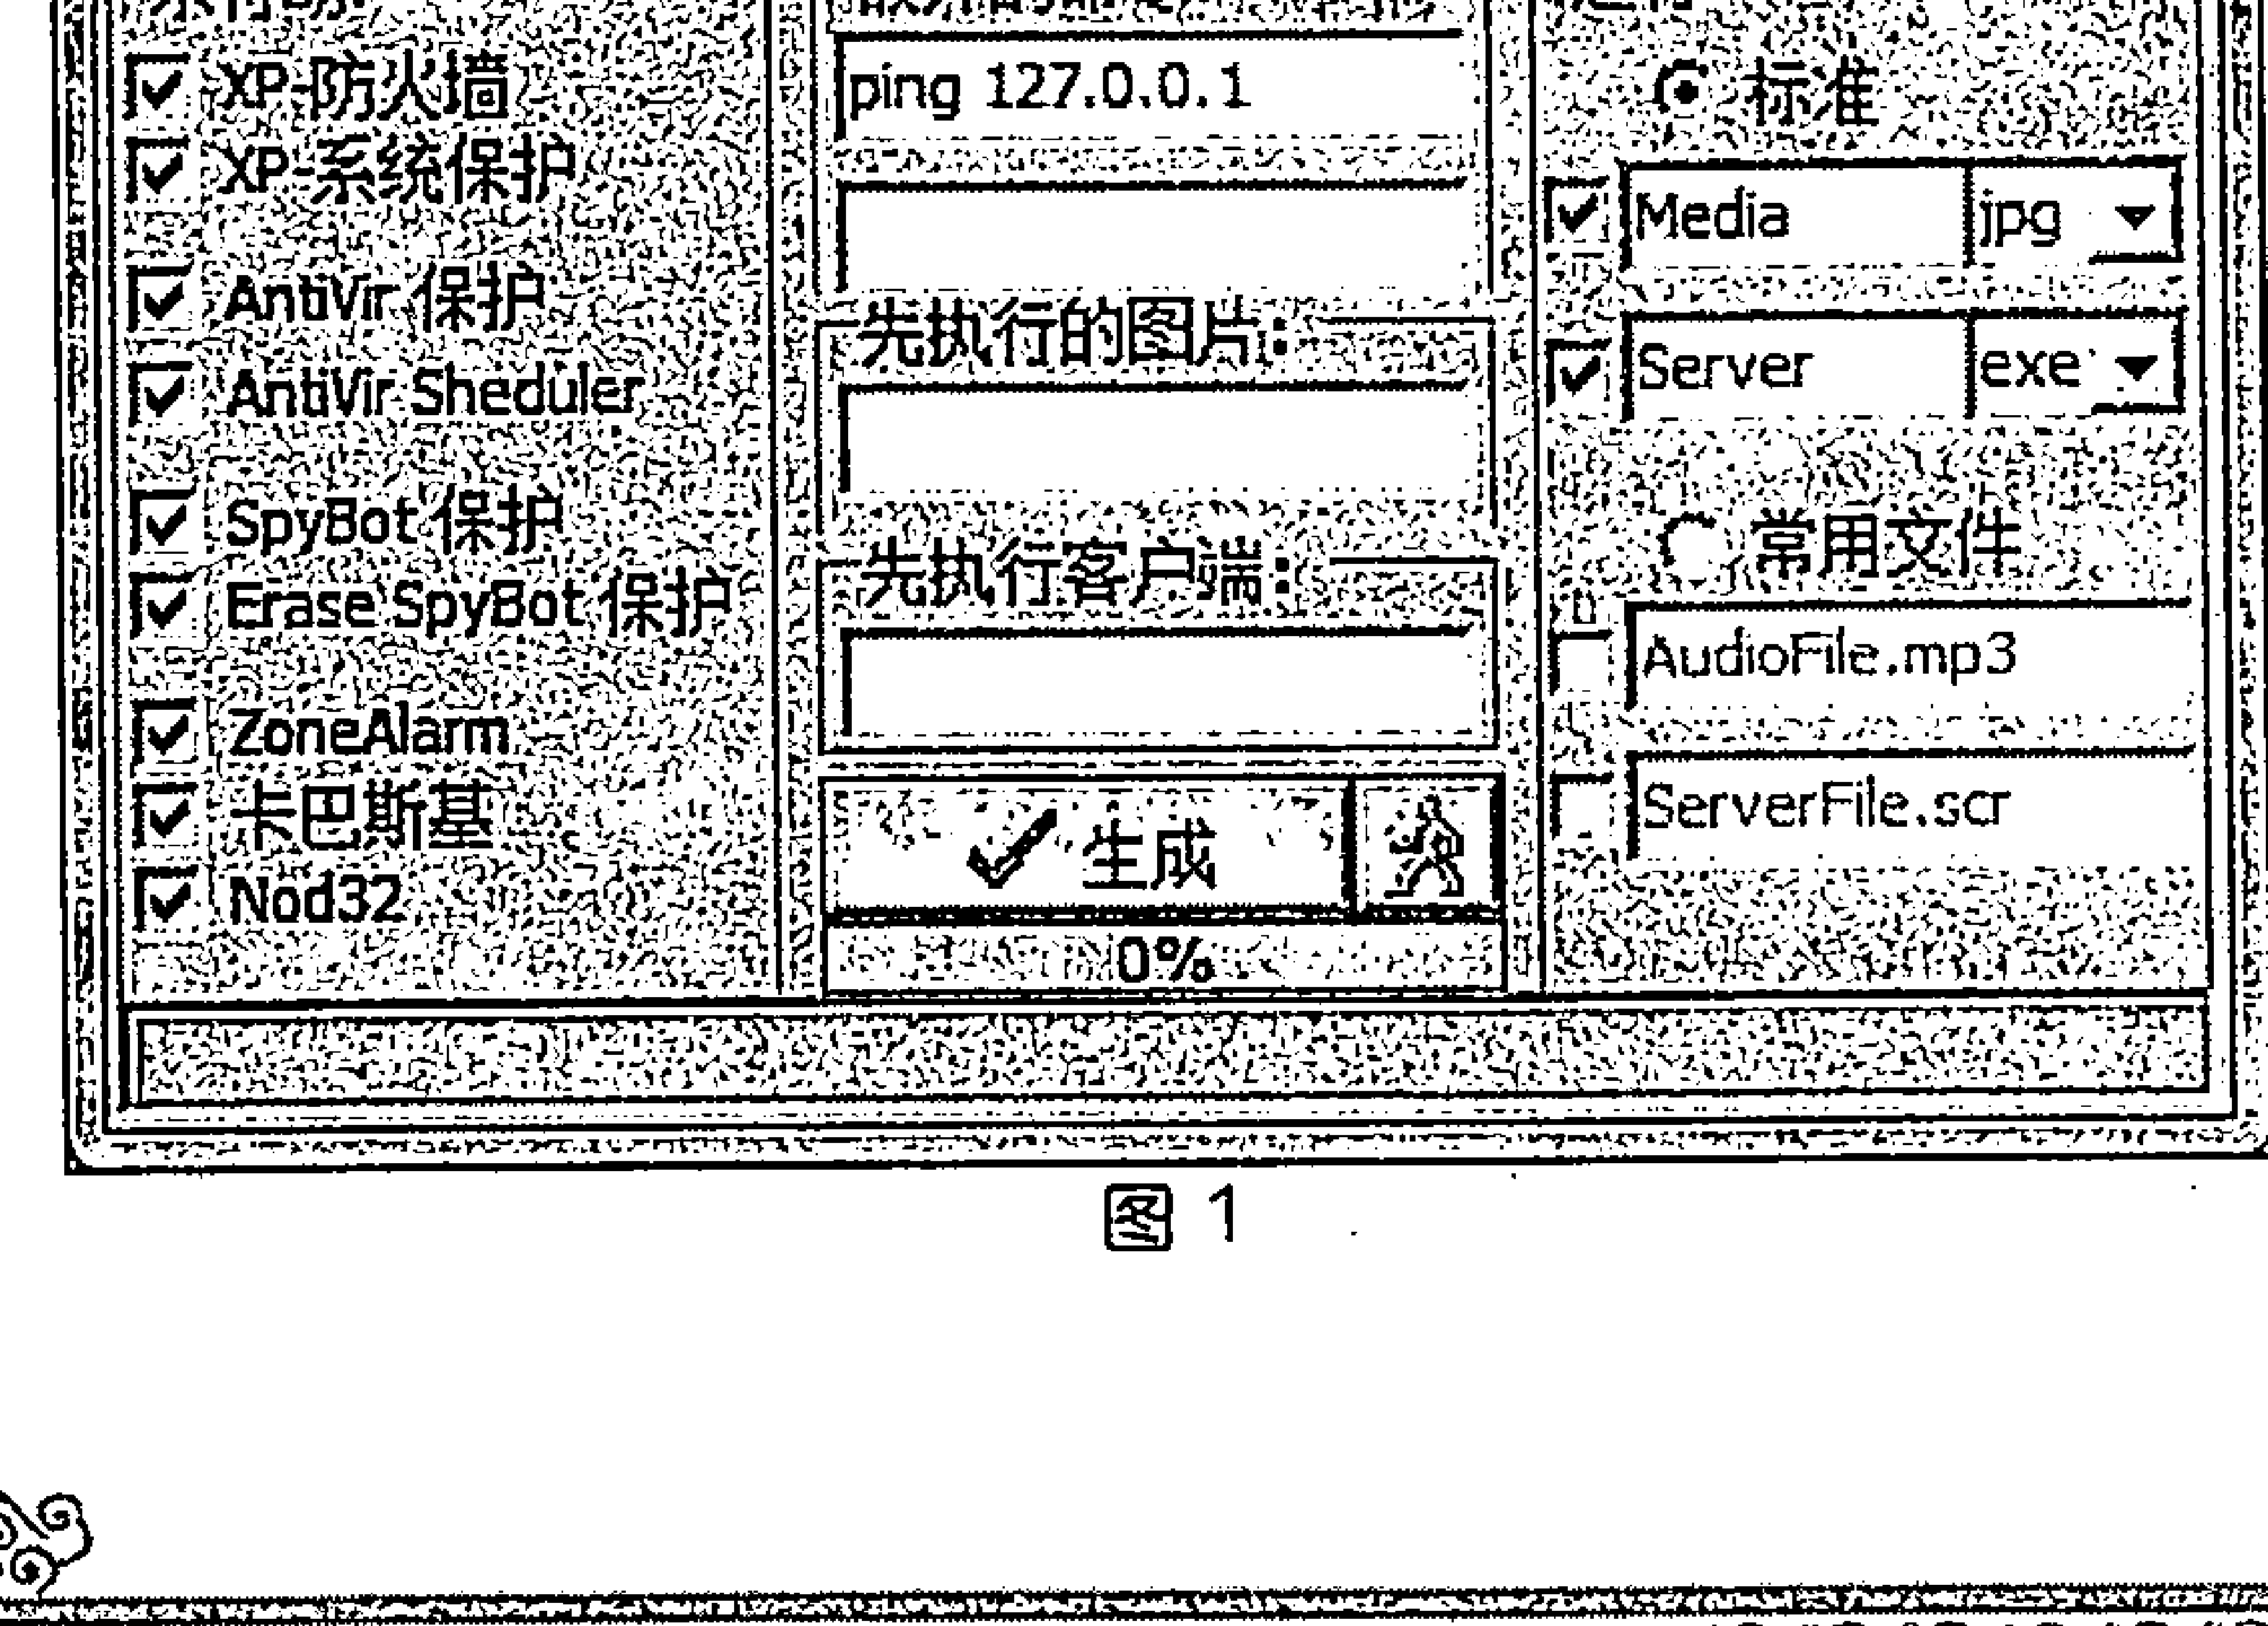 XP 防火墙
XP 系统保护
AntiVir 保护
AntiVir Sheduler
SpyBot 保护
Erase SpyBot 保护
ZoneAlarm
卡巴斯基
Nod32
ping 127.0.0.1
先执行的图片:
先执行客户端:
生成
0%
标准
Media jpg
Server exe
常用文件
AudioFile.mp3
ServerFile.scr
图 1